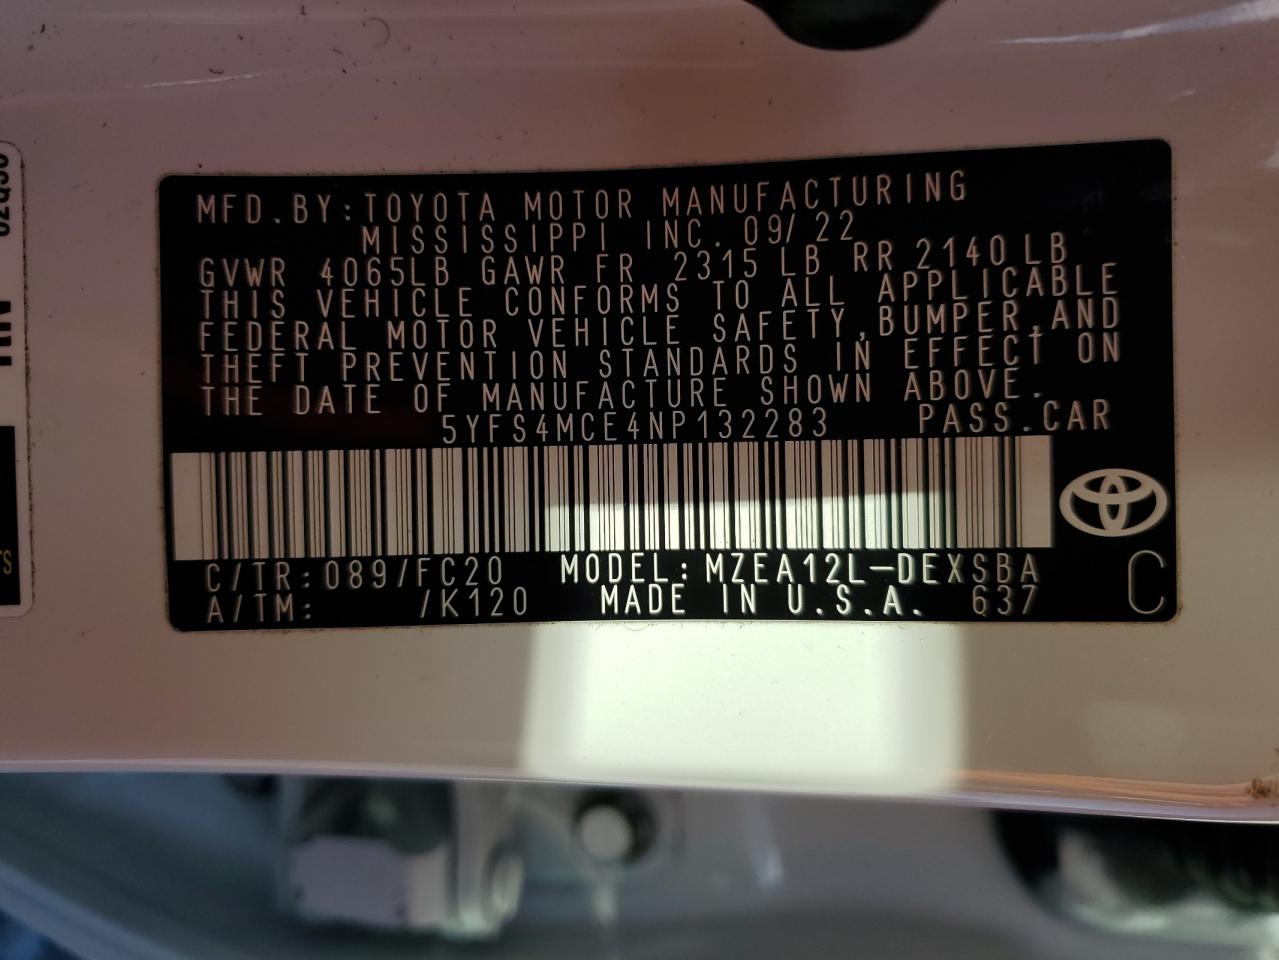 MFD.BY:TOYOTA MOTOR MANUFACTURING
MISSISSIPPI INC. 09/22
GVWR 4065LB GAWR FR 2315 LB RR 2140 LB
THIS VEHICLE CONFORMS TO ALL APPLICABLE
FEDERAL MOTOR VEHICLE SAFETY,BUMPER,AND
THEFT PREVENTION STANDARDS IN EFFECT ON
THE DATE OF MANUFACTURE SHOWN ABOVE.
5YFS4MCE4NP132283 PASS.CAR
C/TR:089/FC20 MODEL:MZEA12L-DEXSBA
A/TM: /K120 MADE IN U.S.A. 637 C